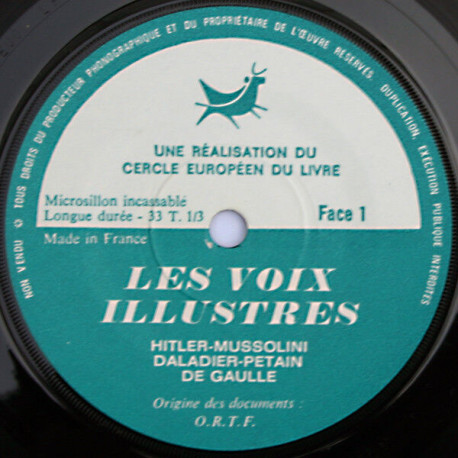 NON VENDU © TOUS DROITS DU PRODUCTEUR PHONOGRAPHIQUE ET DU PROPRIÉTAIRE DE L'ŒUVRE RÉSERVÉS. DUPLICATION, EXÉCUTION PUBLIQUE INTERDITES
UNE RÉALISATION DU
CERCLE EUROPÉEN DU LIVRE
Microsillon incassable
Longue durée - 33 T. 1/3
Face 1
Made in France
LES VOIX
ILLUSTRES
HITLER-MUSSOLINI
DALADIER-PETAIN
DE GAULLE
Origine des documents :
O.R.T.F.